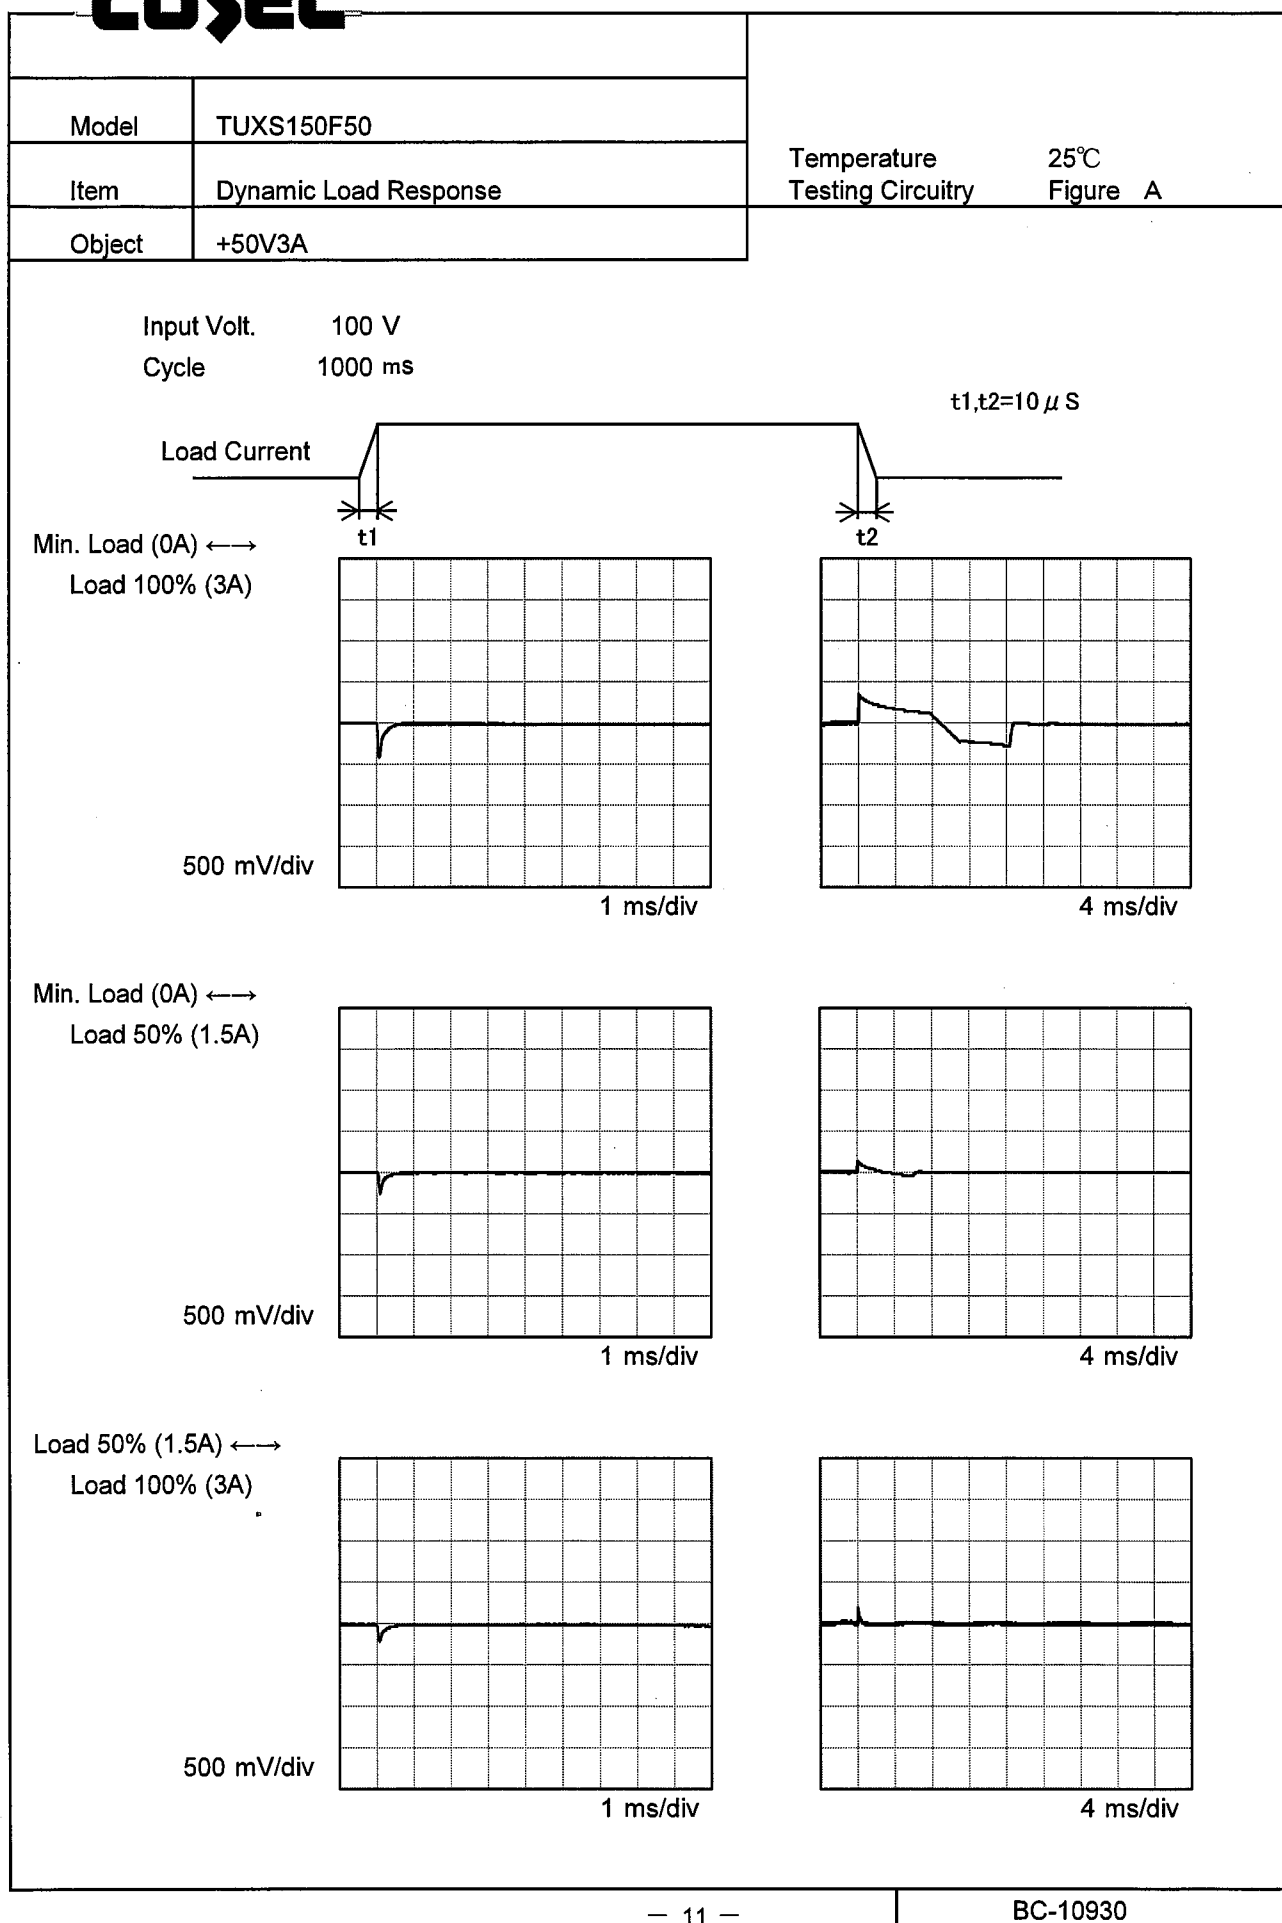 COSEL
Model TUXS150F50
Temperature 25℃
Item Dynamic Load Response
Testing Circuitry Figure A
Object +50V3A
Input Volt. 100 V
Cycle 1000 ms
t1,t2=10 μ S
Load Current
t1 t2
Min. Load (0A) ←→
Load 100% (3A)
500 mV/div
1 ms/div 4 ms/div
Min. Load (0A) ←→
Load 50% (1.5A)
500 mV/div
1 ms/div 4 ms/div
Load 50% (1.5A) ←→
Load 100% (3A)
500 mV/div
1 ms/div 4 ms/div
— 11 —
BC-10930